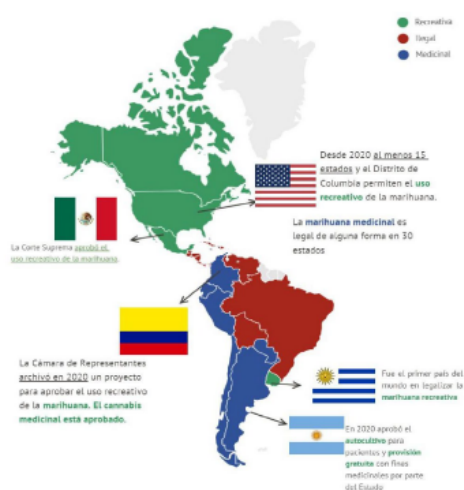 Recreativa
Ilegal
Medicinal
Desde 2020 al menos 15
estados y el Distrito de
Columbia permiten el uso
recreativo de la marihuana.
La marihuana medicinal es
legal de alguna forma en 30
estados
La Corte Suprema aprobó el
uso recreativo de la marihuana.
La Cámara de Representantes
archivó en 2020 un proyecto
para aprobar el uso recreativo
de la marihuana. El cannabis
medicinal está aprobado.
Fue el primer país del
mundo en legalizar la
marihuana recreativa
En 2020 aprobó el
autocultivo para
pacientes y provisión
gratuita con fines
medicinales por parte
del Estado